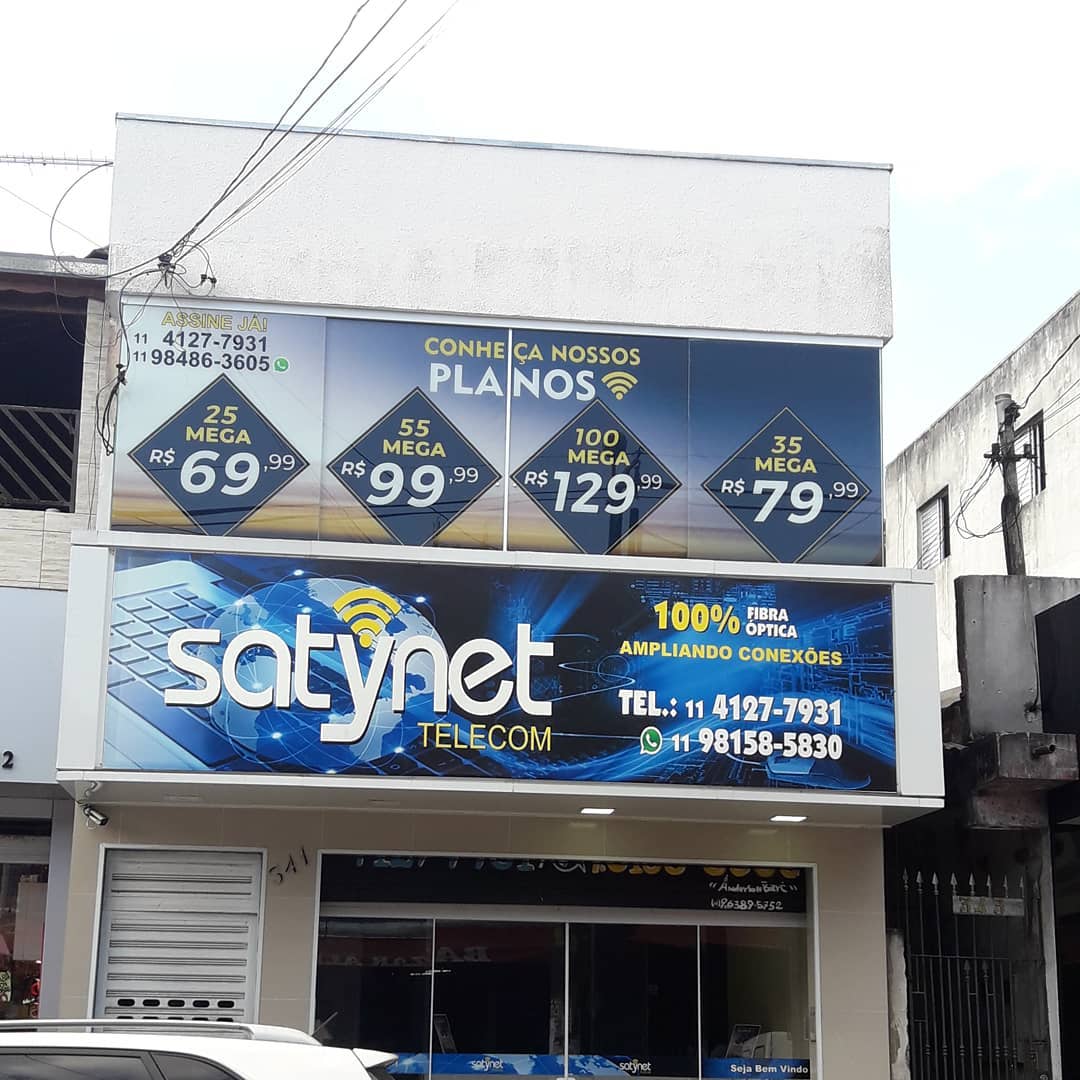 ASSINE JÁ!
11 4127-7931
11 98486-3605
CONHEÇA NOSSOS
PLANOS
25
MEGA
R$ 69,99
55
MEGA
R$ 99,99
100
MEGA
R$ 129,99
35
MEGA
R$ 79,99
satynet
TELECOM
100% FIBRA
ÓPTICA
AMPLIANDO CONEXÕES
TEL.: 11 4127-7931
11 98158-5830
2
541
satynet
satynet
Seja Bem Vindo